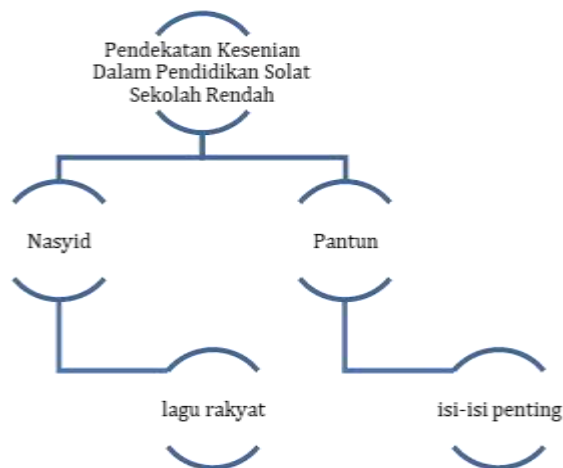 Pendekatan Kesenian
Dalam Pendidikan Solat
Sekolah Rendah
Nasyid
Pantun
lagu rakyat
isi-isi penting